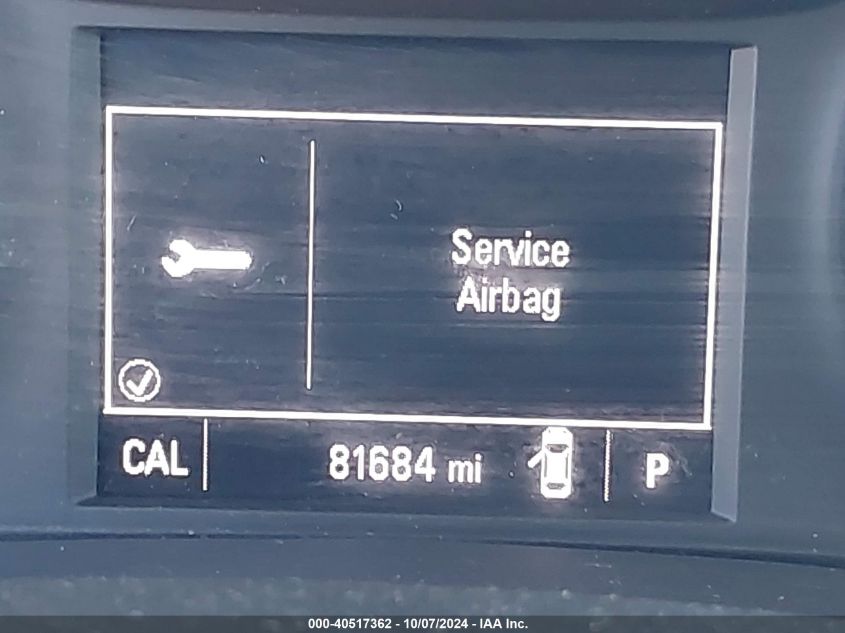 Service
Airbag
CAL 81684 mi P
000-40517362 - 10/07/2024 - IAA Inc.